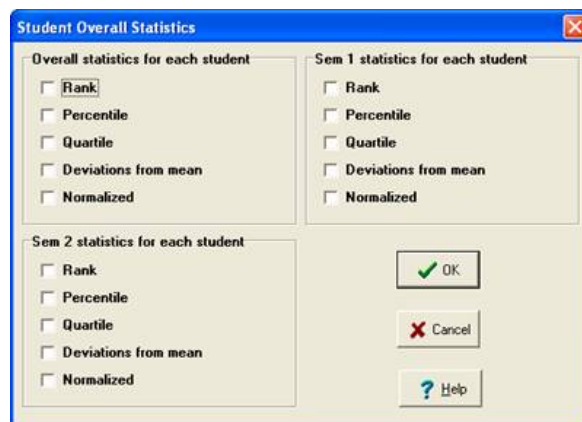 Student Overall Statistics
Overall statistics for each student
Rank
Percentile
Quartile
Deviations from mean
Normalized
Sem 1 statistics for each student
Rank
Percentile
Quartile
Deviations from mean
Normalized
Sem 2 statistics for each student
Rank
Percentile
Quartile
Deviations from mean
Normalized
OK
Cancel
Help